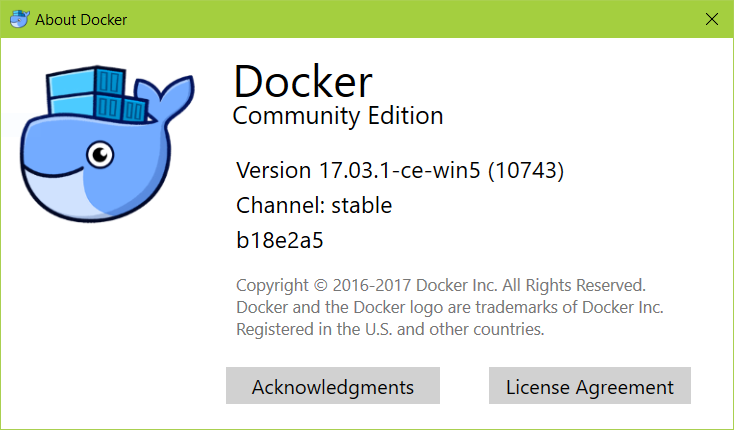 About Docker
Docker
Community Edition
Version 17.03.1-ce-win5 (10743)
Channel: stable
b18e2a5
Copyright © 2016-2017 Docker Inc. All Rights Reserved.
Docker and the Docker logo are trademarks of Docker Inc.
Registered in the U.S. and other countries.
Acknowledgments
License Agreement